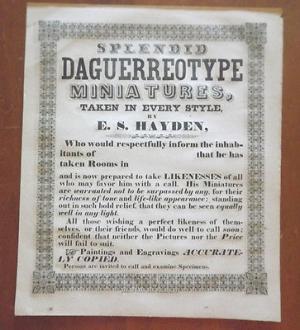 SPLENDID
DAGUERREOTYPE
MINIATURES,
TAKEN IN EVERY STYLE,
BY
E. S. HAYDEN,
Who would respectfully inform the inhab-
itants of that he has
taken Rooms in
and is now prepared to take LIKENESSES of all
who may favor him with a call. His Miniatures
are warranted not to be surpassed by any, for their
richness of tone and life-like appearance; standing
out in such bold relief, that they can be seen equally
well in any light.
All those wishing a perfect likeness of them-
selves, or their friends, would do well to call soon;
confident that neither the Pictures nor the Price
will fail to suit.
☞ Paintings and Engravings ACCURATE-
LY COPIED.
Persons are invited to call and examine Specimens.